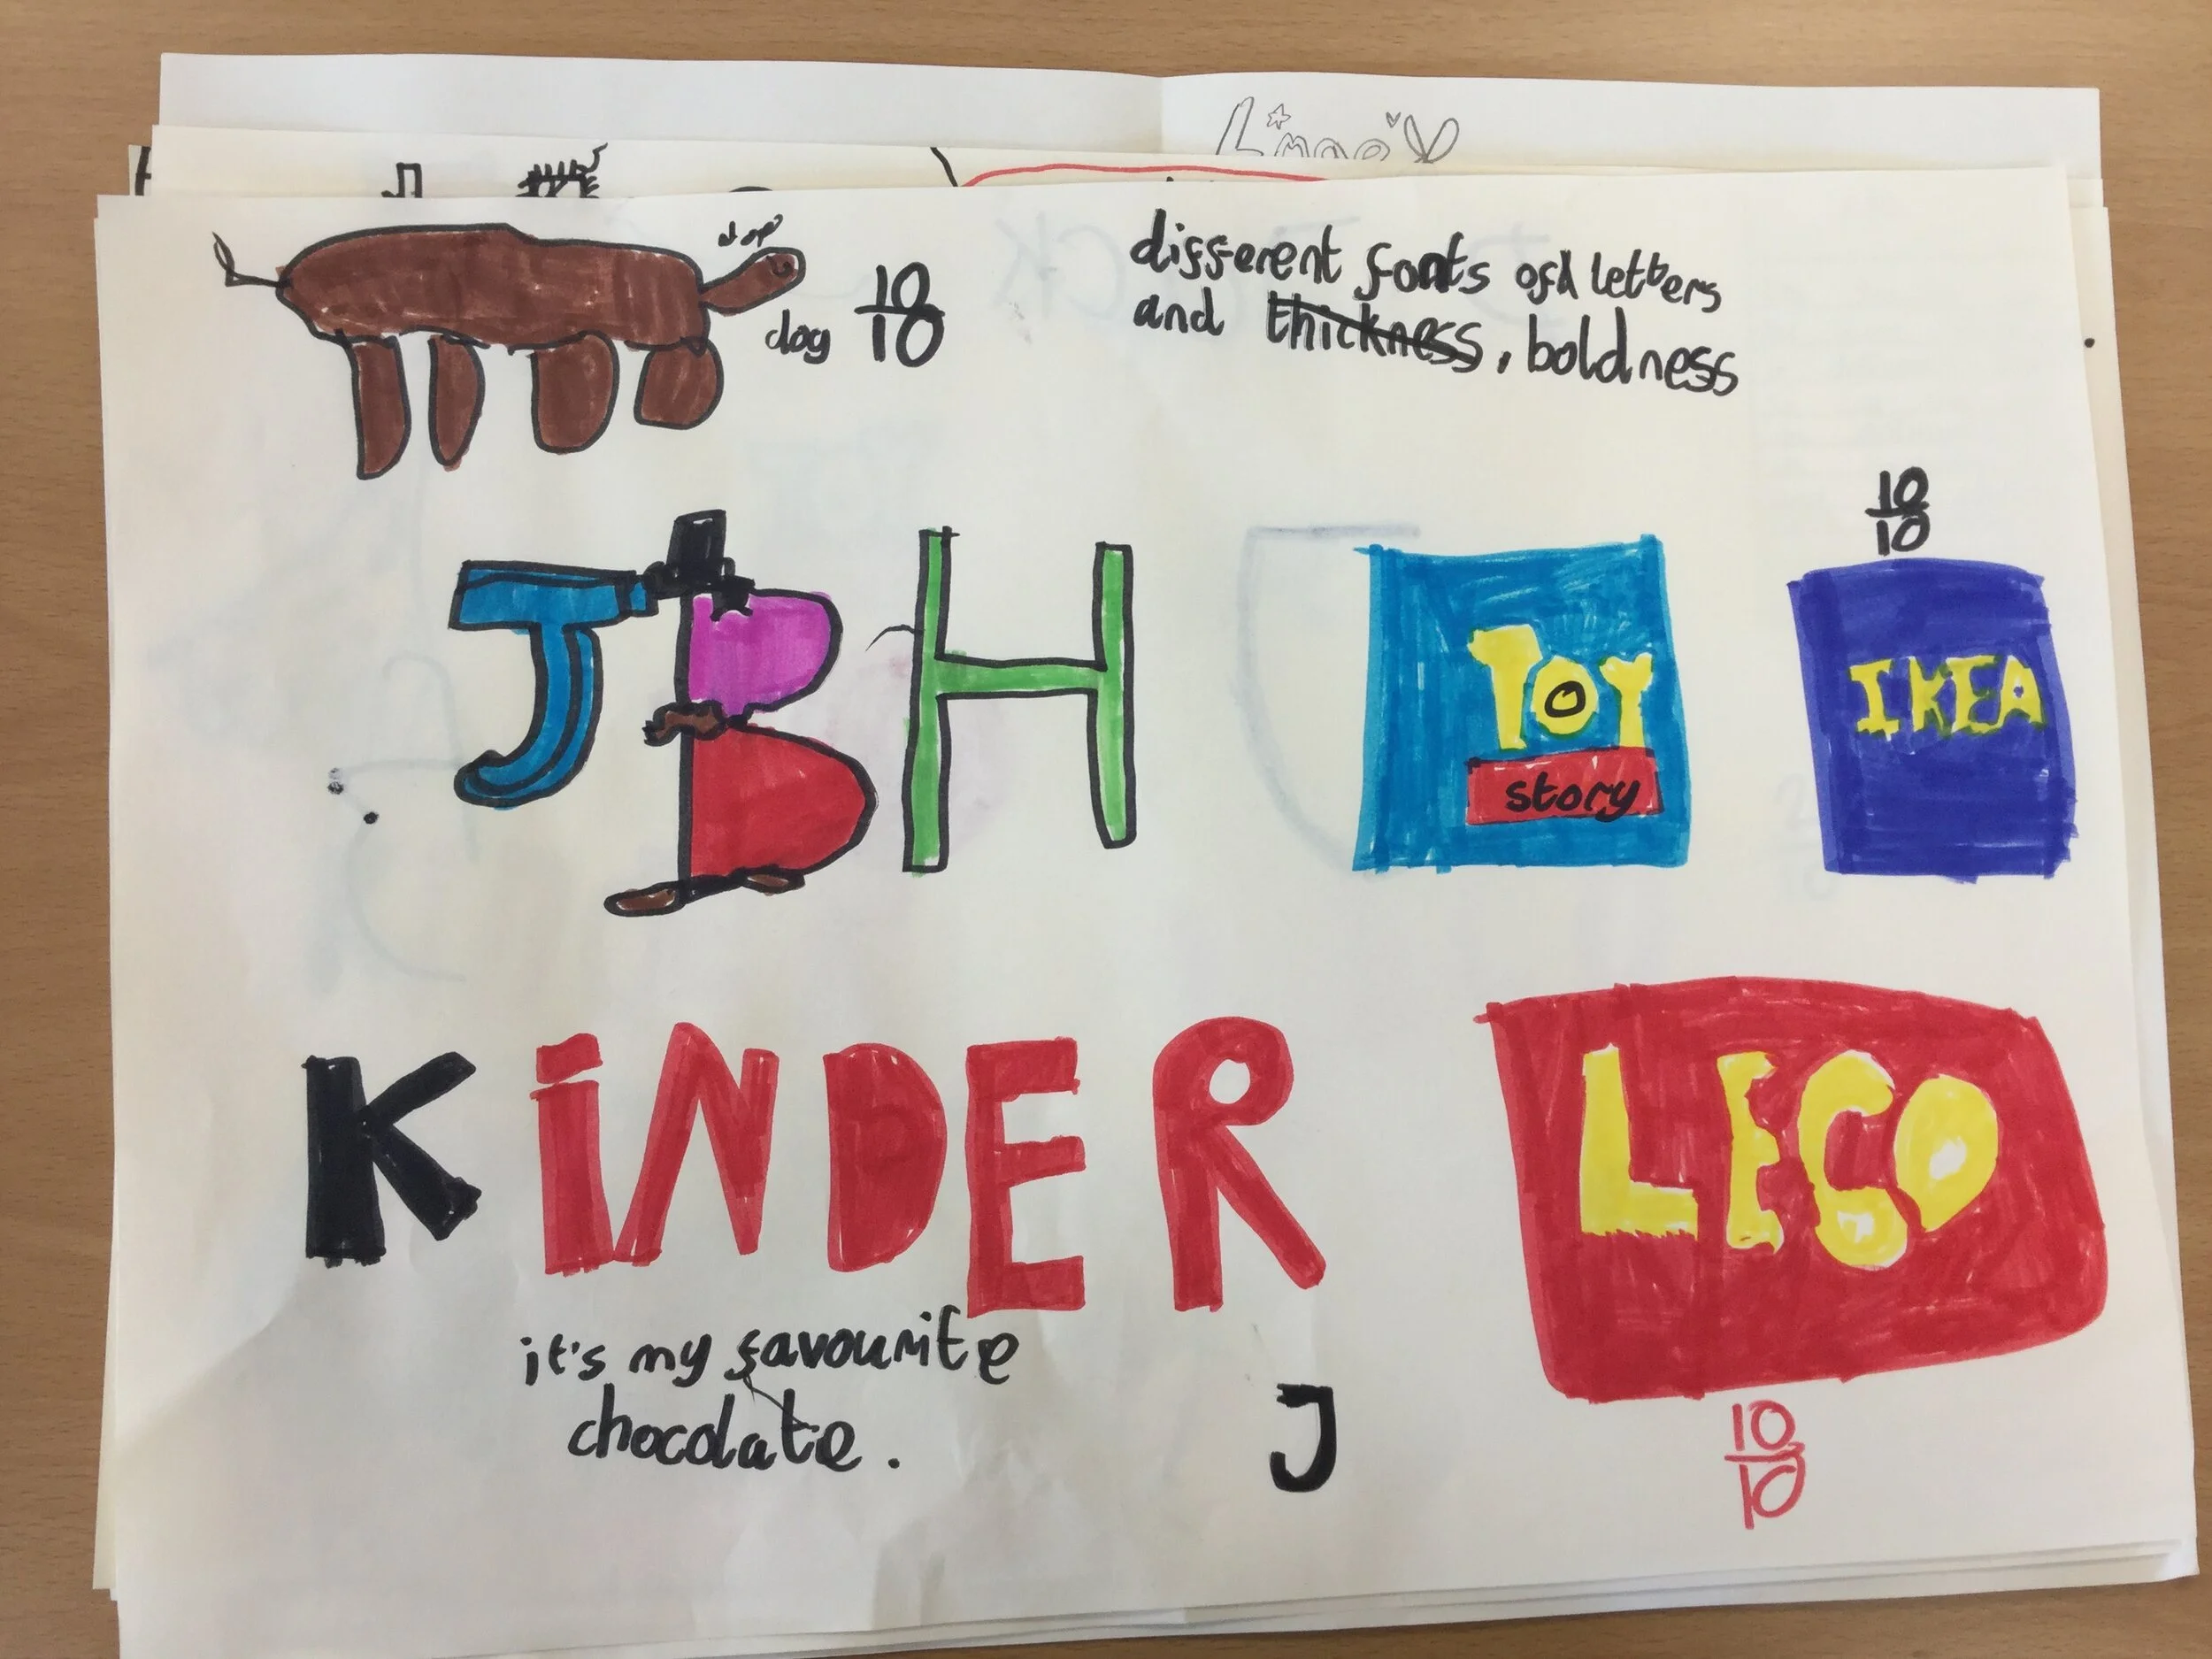 dog
10
10
different fonts of letters
and thickness, boldness
10
10
JBH
TOY
story
IKEA
KiNDER
LEGO
it's my favourite
chocolate.
J
10
10